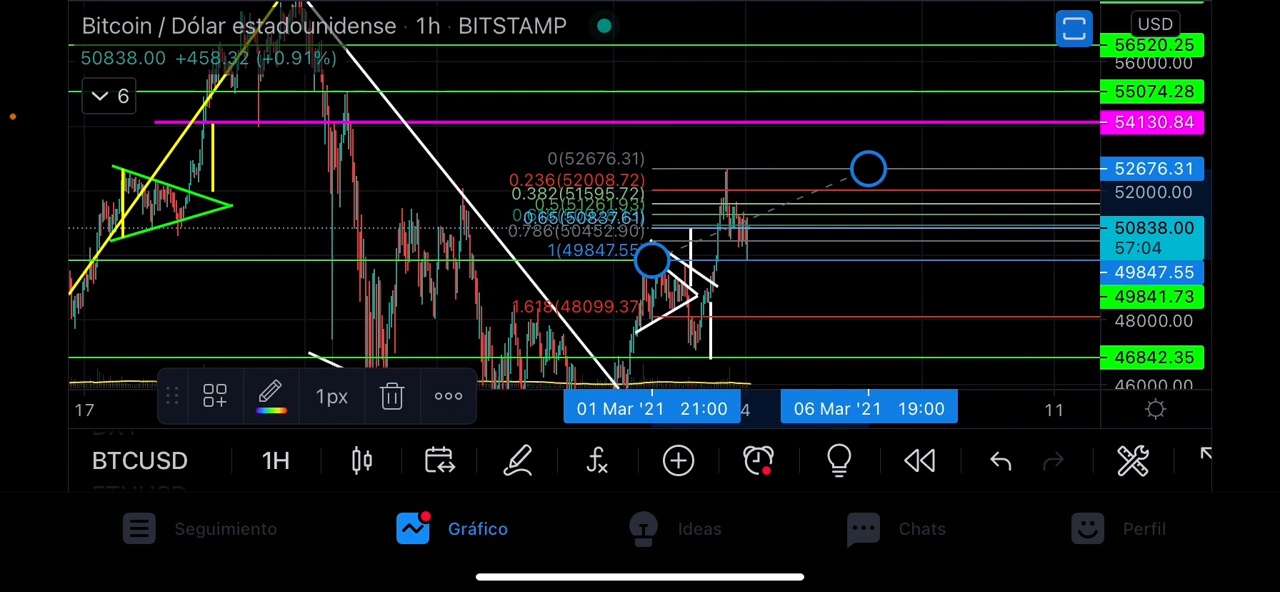 Bitcoin / Dólar estadounidense · 1h · BITSTAMP
USD
50838.00 +458.32 (+0.91%)
6
56520.25
56000.00
55074.28
54130.84
52676.31
52000.00
50838.00
57:04
49847.55
49841.73
48000.00
46842.35
46000.00
0(52676.31)
0.236(52008.72)
0.382(51595.72)
0.5(51261.93)
0.65(50837.61)
0.786(50452.90)
1(49847.55)
1.618(48099.37)
1px
17
01 Mar '21 21:00
4
06 Mar '21 19:00
11
BTCUSD
1H
Seguimiento
Gráfico
Ideas
Chats
Perfil